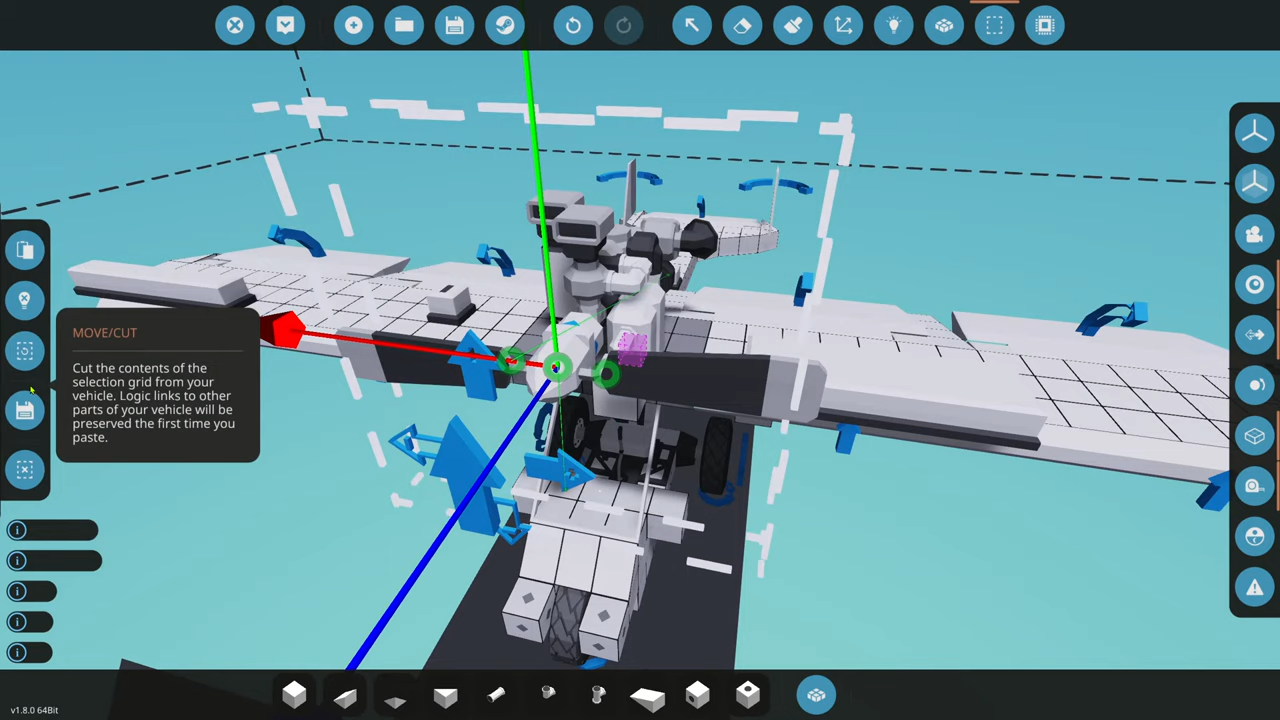 MOVE/CUT
Cut the contents of the
selection grid from your
vehicle. Logic links to other
parts of your vehicle will be
preserved the first time you
paste.
v1.8.0 64Bit